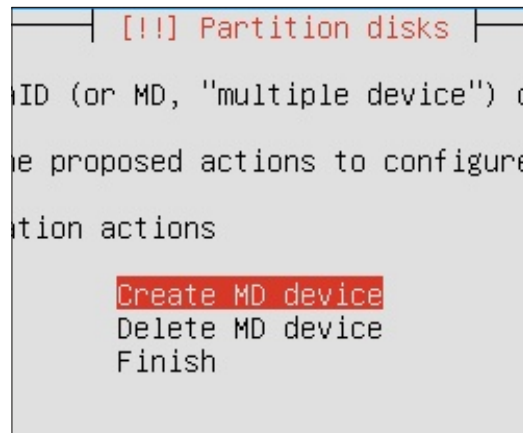 [!!] Partition disks
ID (or MD, "multiple device")
proposed actions to configure
actions
Create MD device
Delete MD device
Finish